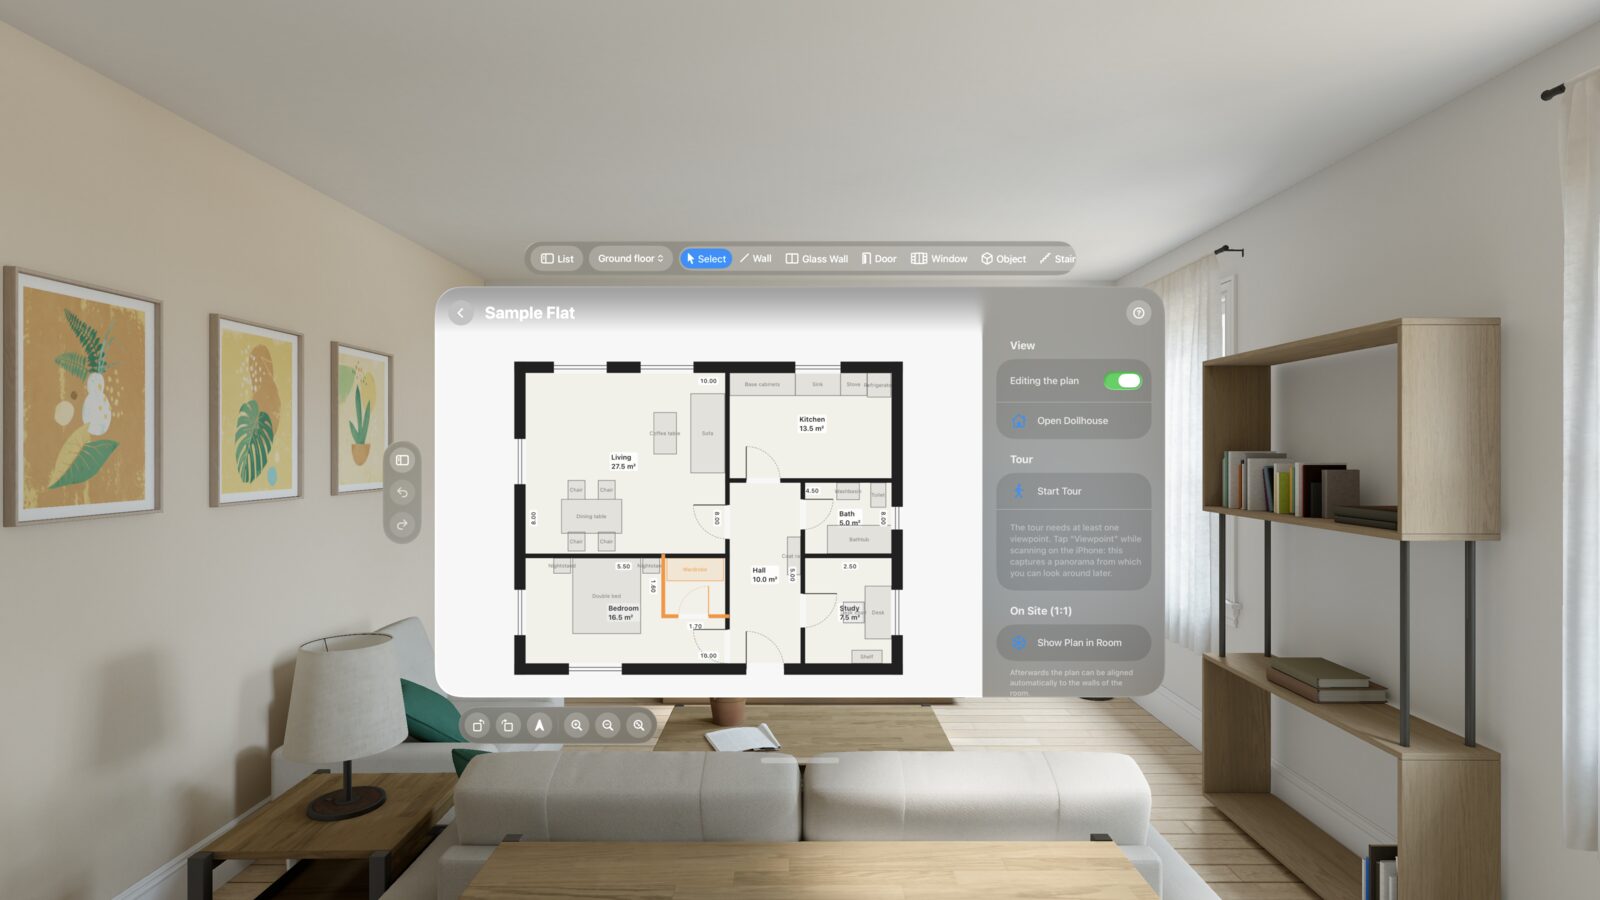 List
Ground floor
Select
Wall
Glass Wall
Door
Window
Object
Stair
Sample Flat
View
Editing the plan
Open Dollhouse
Tour
Start Tour
The tour needs at least one
viewpoint. Tap "Viewpoint" while
scanning on the iPhone: this
captures a panorama from which
you can look around later.
On Site (1:1)
Show Plan in Room
Afterwards the plan can be aligned
automatically to the walls of the
room.
10.00
Base cabinets
Sink
Stove
Refrigerato
Kitchen
13.5 m²
Coffee table
Sofa
Living
27.5 m²
Chair
Chair
Dining table
Chair
Chair
9.00
6.00
4.50
Washbasin
Toilet
Bath
5.0 m²
8.00
Bathtub
Nightstand
5.50
Nightstan
Wardrobe
Double bed
1.60
Bedroom
16.5 m²
1.70
10.00
Hall
10.0 m²
Coat ra
5.00
2.50
Study
7.5 m²
Desk
Shelf